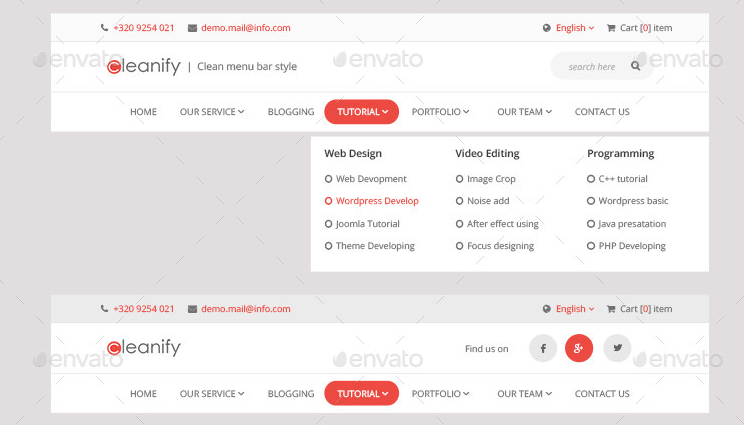 +320 9254 021 demo.mail@info.com English Cart [0] item
cleanify | Clean menu bar style search here
envato envato envato
HOME OUR SERVICE BLOGGING TUTORIAL PORTFOLIO OUR TEAM CONTACT US
Web Design Video Editing Programming
Web Devopment Image Crop C++ tutorial
Wordpress Develop Noise add Wordpress basic
Joomla Tutorial After effect using Java presatation
Theme Developing Focus designing PHP Developing
+320 9254 021 demo.mail@info.com English Cart [0] item
cleanify Find us on f g+
envato envato envato
HOME OUR SERVICE BLOGGING TUTORIAL PORTFOLIO OUR TEAM CONTACT US